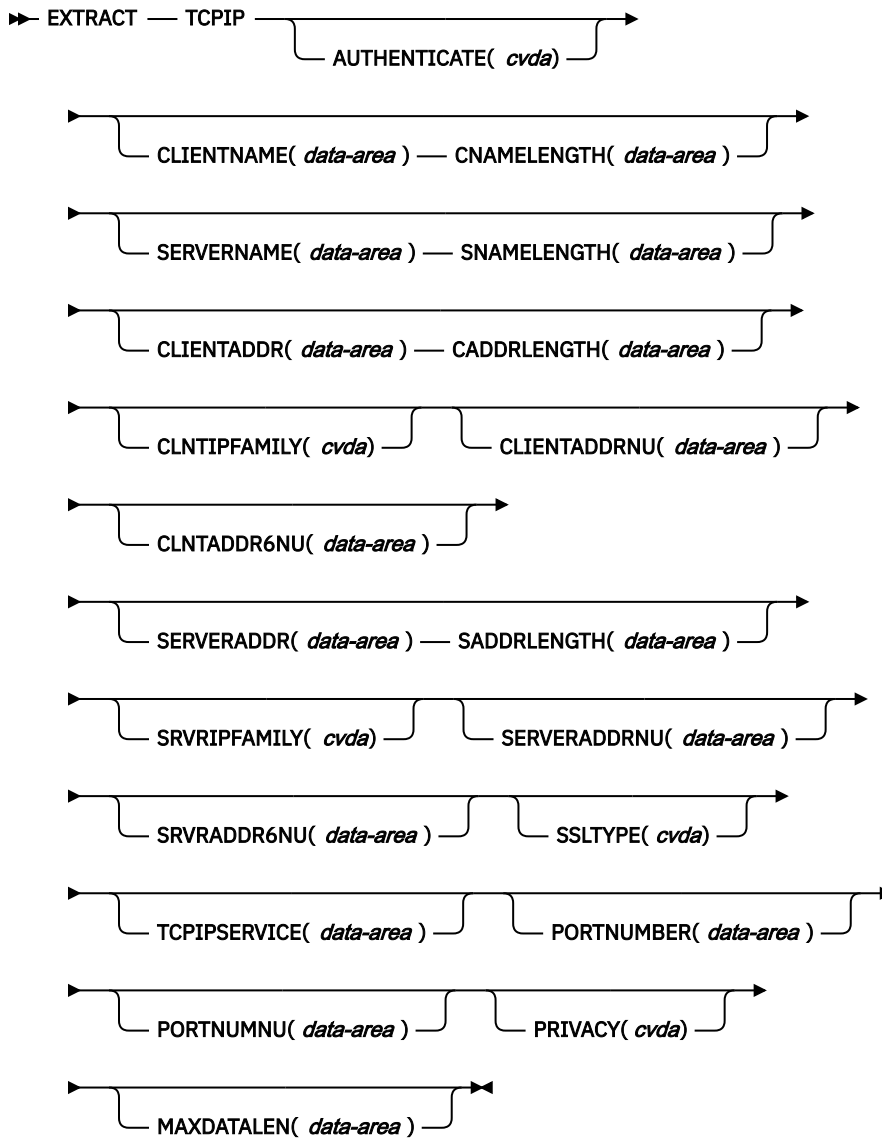 EXTRACT TCPIP
AUTHENTICATE( cvda)
CLIENTNAME( data-area ) CNAMELENGTH( data-area )
SERVERNAME( data-area ) SNAMELENGTH( data-area )
CLIENTADDR( data-area ) CADDRLENGTH( data-area )
CLNTIPFAMILY( cvda) CLIENTADDRNU( data-area )
CLNTADDR6NU( data-area )
SERVERADDR( data-area ) SADDRLENGTH( data-area )
SRVRIPFAMILY( cvda) SERVERADDRNU( data-area )
SRVRADDR6NU( data-area ) SSLTYPE( cvda)
TCPIPSERVICE( data-area ) PORTNUMBER( data-area )
PORTNUMNU( data-area ) PRIVACY( cvda)
MAXDATALEN( data-area )